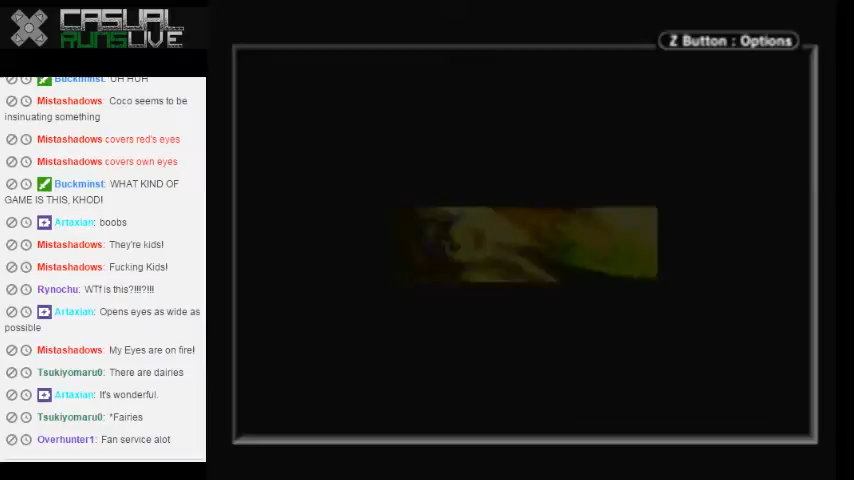 CASUAL
RUNSLIVE
Z Button : Options
Buckminst: UH HUH
Mistashadows: Coco seems to be
insinuating something
Mistashadows covers red's eyes
Mistashadows covers own eyes
Buckminst: WHAT KIND OF
GAME IS THIS, KHOD!
Artaxian: boobs
Mistashadows: They're kids!
Mistashadows: Fucking Kids!
Rynochu: WTf is this?!!!?!!!
Artaxian: Opens eyes as wide as
possible
Mistashadows: My Eyes are on fire!
Tsukiyomaru0: There are dairies
Artaxian: It's wonderful.
Tsukiyomaru0: *Fairies
Overhunter1: Fan service alot